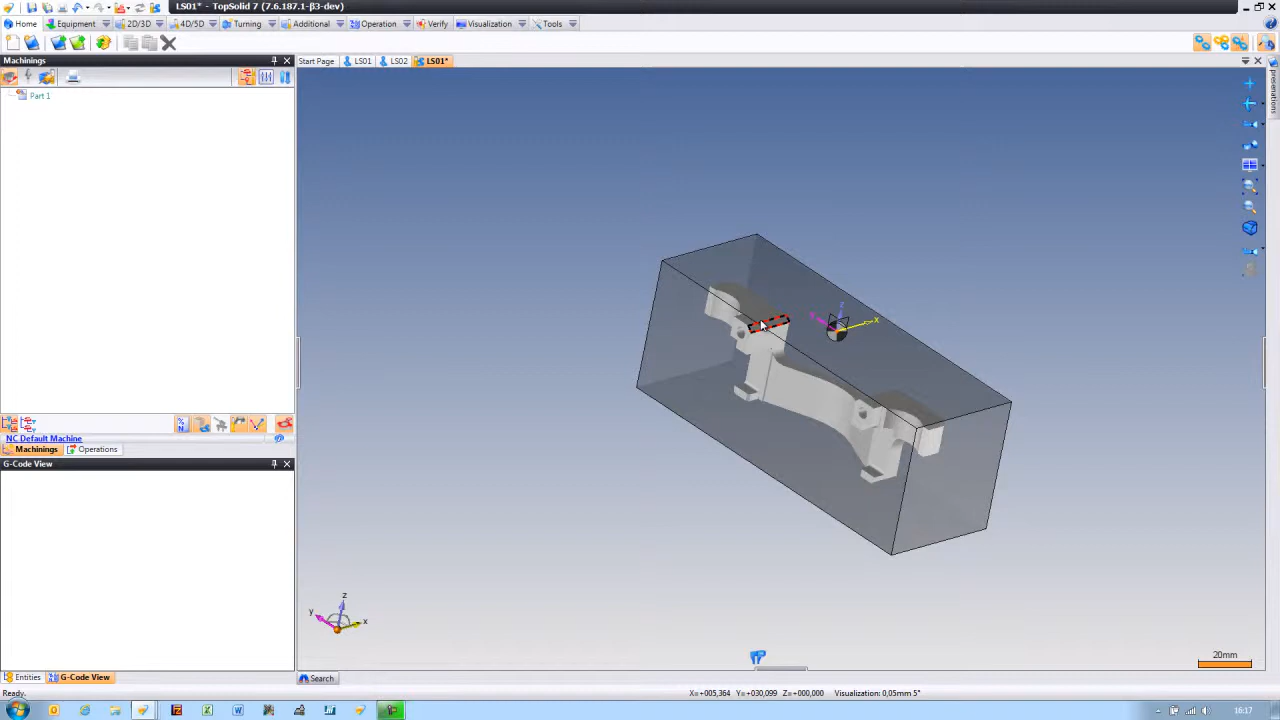 LS01* - TopSolid 7 (7.6.187.1-β3-dev)
Home Equipment 2D/3D 4D/5D Turning Additional Operation Verify Visualization Tools
Machinings
Start Page LS01 LS02 LS01*
presentations
Part 1
z
x
NC Default Machine
Machinings Operations
G-Code View
z
y
x
20mm
Entities G-Code View
Search
Ready.
X=+005,364 Y=+030,099 Z=+000,000 Visualization: 0,05mm 5°
16:17